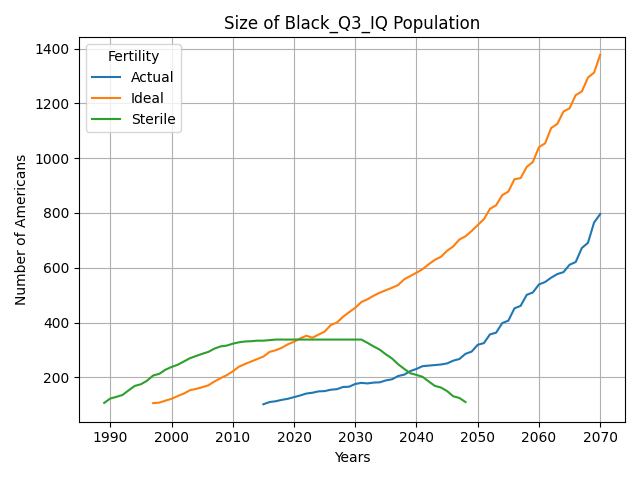 Size of Black_Q3_IQ Population
Fertility
Actual
Ideal
Sterile
Number of Americans
1400
1200
1000
800
600
400
200
1990 2000 2010 2020 2030 2040 2050 2060 2070
Years